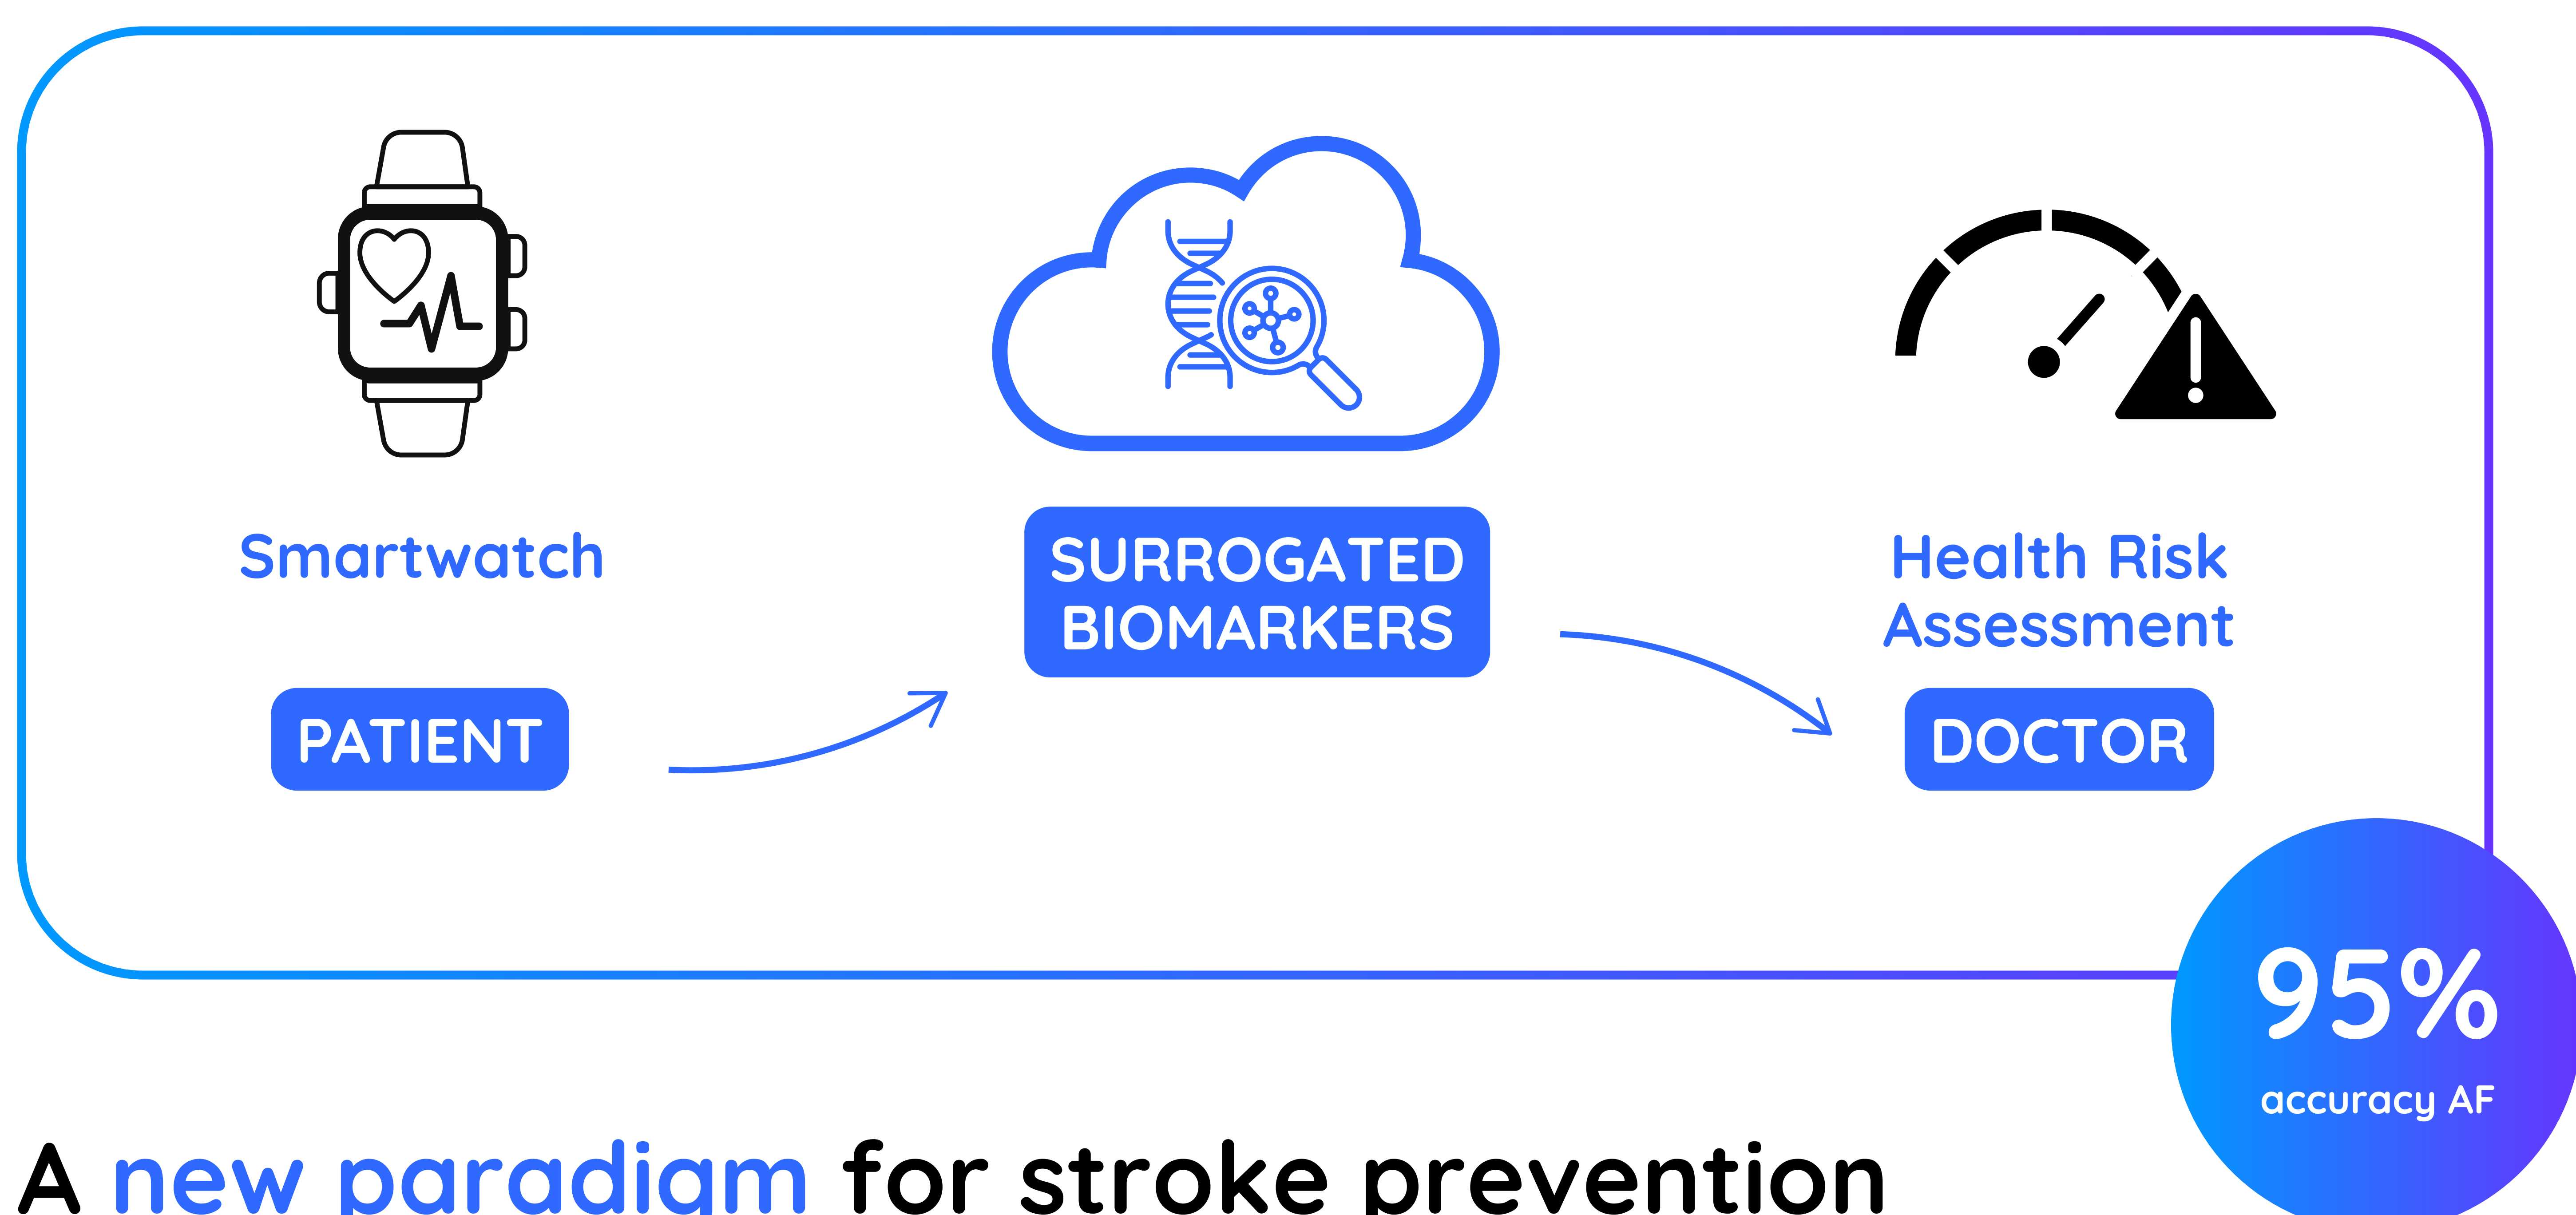 Smartwatch
PATIENT
SURROGATED
BIOMARKERS
Health Risk
Assessment
DOCTOR
95%
accuracy AF
A new paradigm for stroke prevention